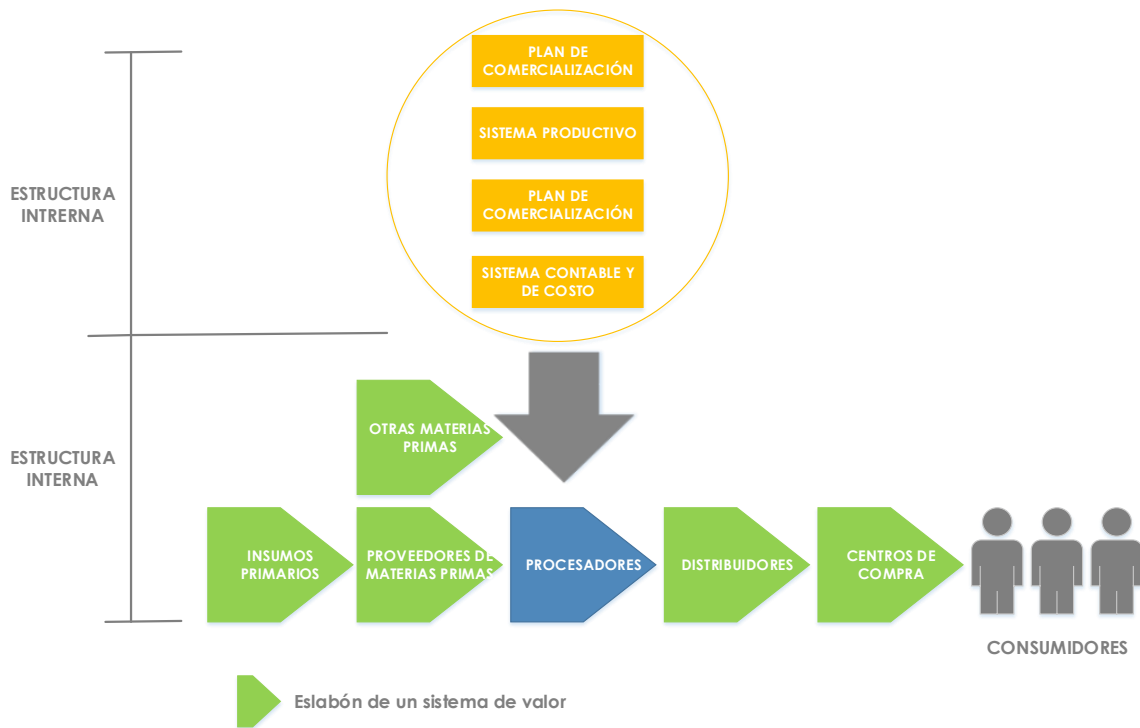 PLAN DE
COMERCIALIZACIÓN
SISTEMA PRODUCTIVO
PLAN DE
COMERCIALIZACIÓN
SISTEMA CONTABLE Y
DE COSTO
ESTRUCTURA
INTRERNA
ESTRUCTURA
INTERNA
OTRAS MATERIAS
PRIMAS
INSUMOS
PRIMARIOS
PROVEEDORES DE
MATERIAS PRIMAS
PROCESADORES
DISTRIBUIDORES
CENTROS DE
COMPRA
CONSUMIDORES
Eslabón de un sistema de valor